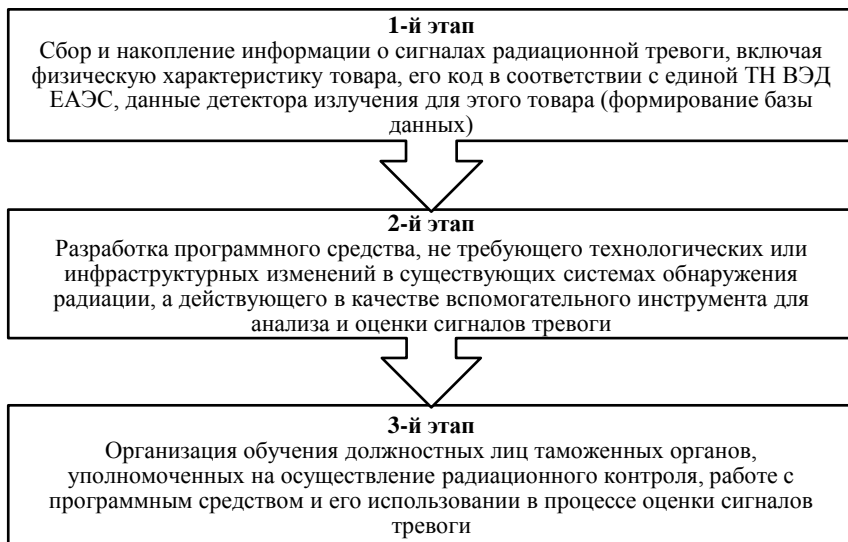 1-й этап
Сбор и накопление информации о сигналах радиационной тревоги, включая
физическую характеристику товара, его код в соответствии с единой ТН ВЭД
ЕАЭС, данные детектора излучения для этого товара (формирование базы
данных)
2-й этап
Разработка программного средства, не требующего технологических или
инфраструктурных изменений в существующих системах обнаружения
радиации, а действующего в качестве вспомогательного инструмента для
анализа и оценки сигналов тревоги
3-й этап
Организация обучения должностных лиц таможенных органов,
уполномоченных на осуществление радиационного контроля, работе с
программным средством и его использовании в процессе оценки сигналов
тревоги